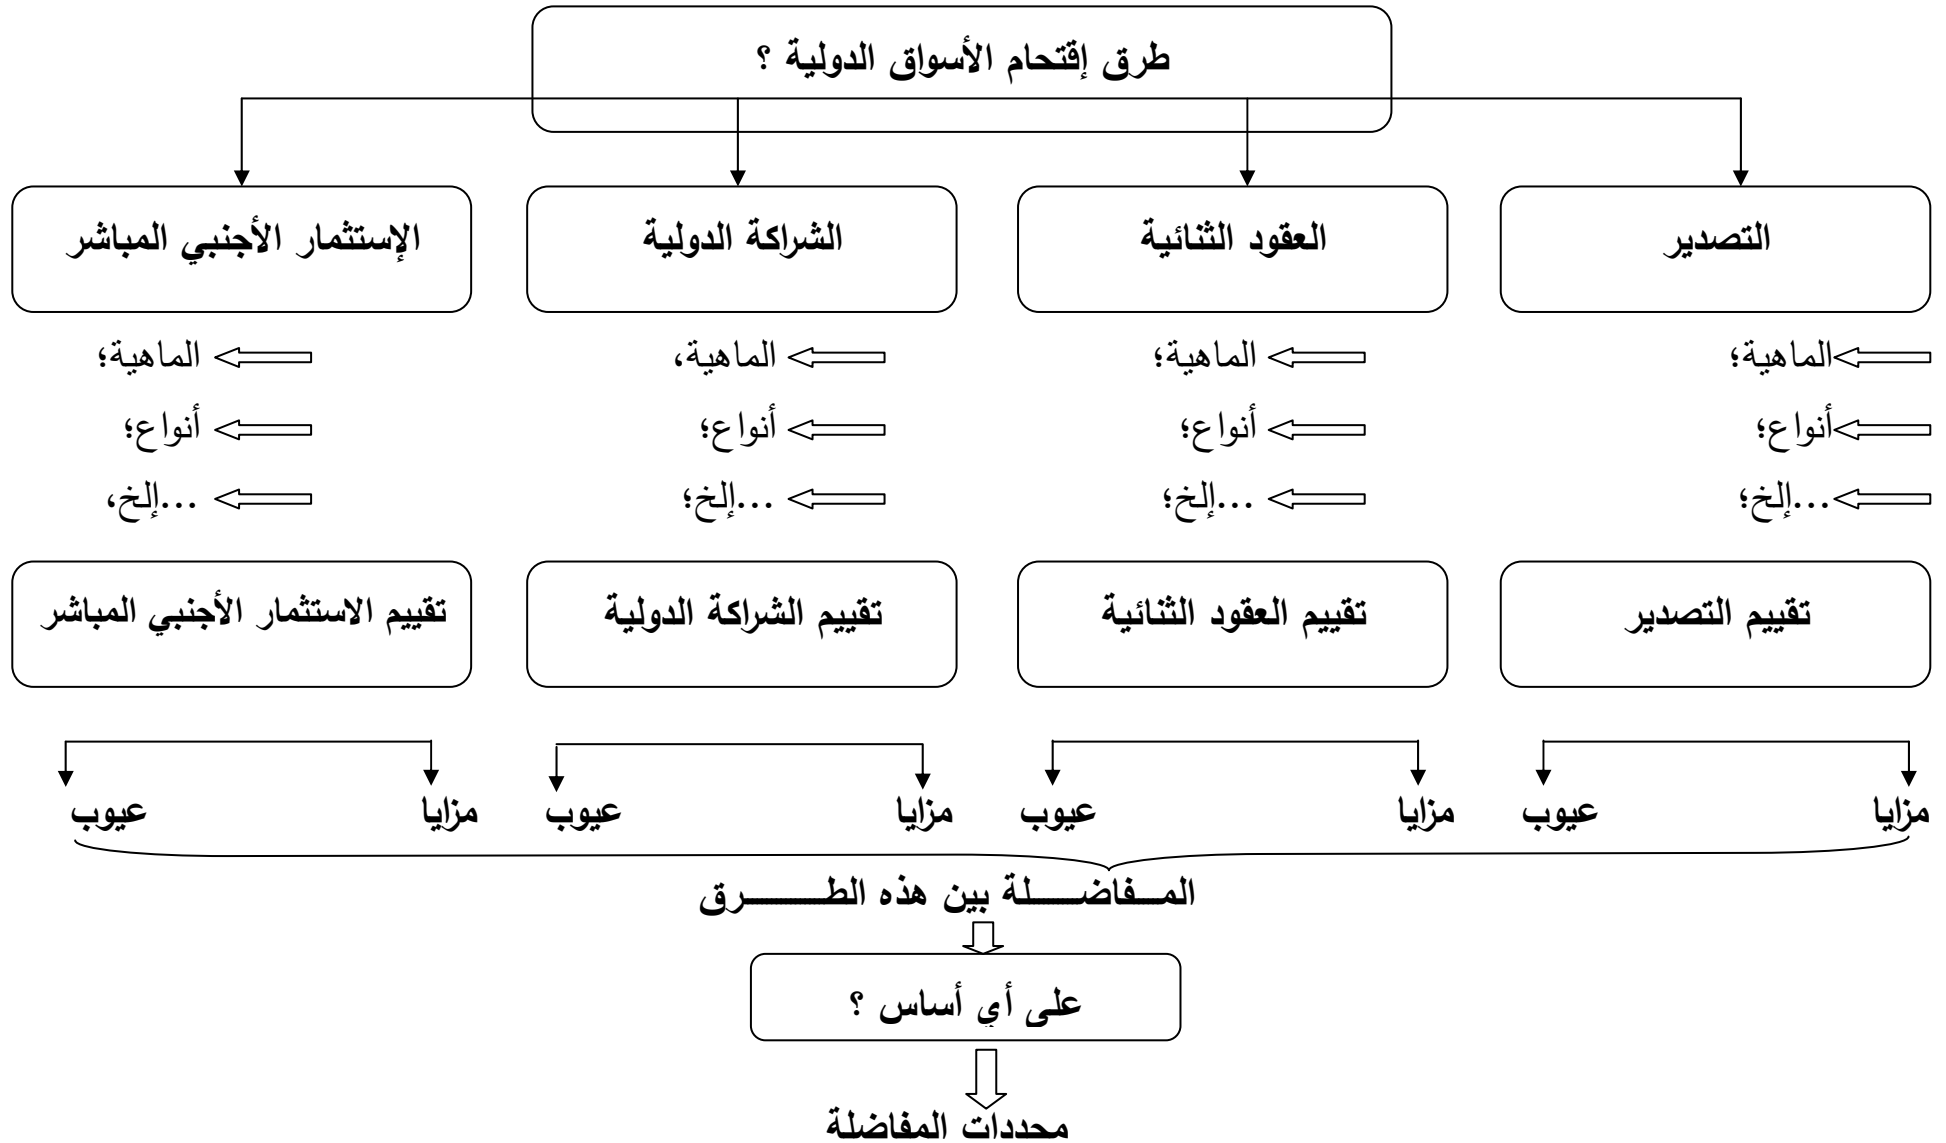 طرق إقتحام الأسواق الدولية ؟
التصدير
العقود الثنائية
الشراكة الدولية
الإستثمار الأجنبي المباشر
الماهية؛
الماهية؛
الماهية،
الماهية؛
أنواع؛
أنواع؛
أنواع؛
أنواع؛
...إلخ؛
...إلخ؛
...إلخ؛
...إلخ،
تقييم التصدير
تقييم العقود الثنائية
تقييم الشراكة الدولية
تقييم الاستثمار الأجنبي المباشر
مزايا
عيوب
مزايا
عيوب
مزايا
عيوب
مزايا
عيوب
المــفاضــــلة بين هذه الطــــــــرق
على أي أساس ؟
محددات المفاضلة